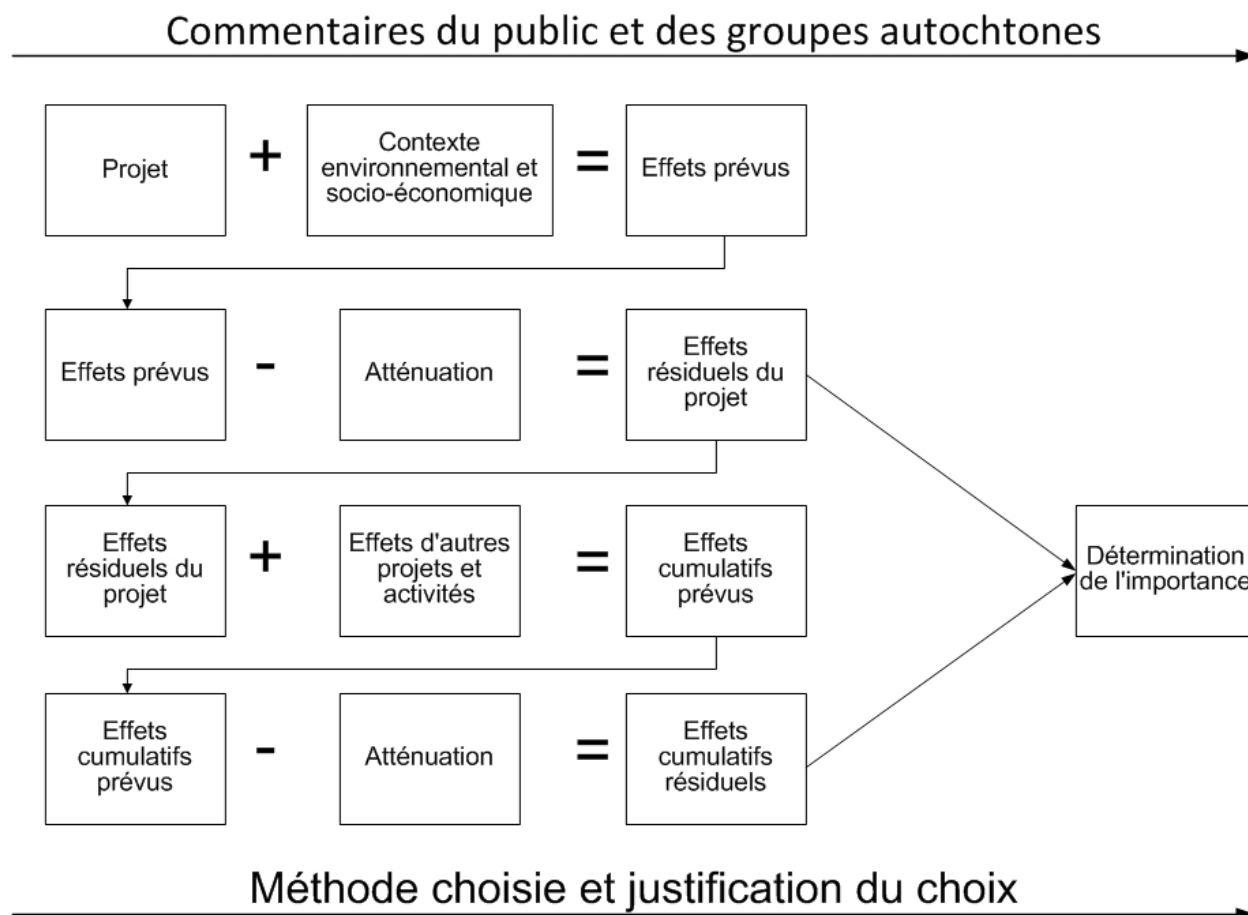 Commentaires du public et des groupes autochtones
Projet
+
Contexte
environnemental et
socio-économique
=
Effets prévus
Effets prévus
-
Atténuation
=
Effets
résiduels du
projet
Effets
résiduels du
projet
+
Effets d'autres
projets et
activités
=
Effets
cumulatifs
prévus
Détermination
de l'importance
Effets
cumulatifs
prévus
-
Atténuation
=
Effets
cumulatifs
résiduels
Méthode choisie et justification du choix